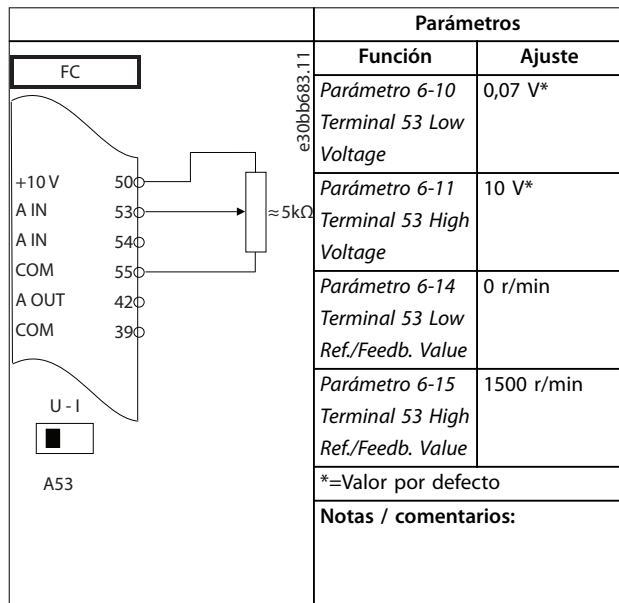 FC
e30bb683.11
+10 V 50
A IN 53
A IN 54
COM 55
A OUT 42
COM 39
≈5kΩ
U - I
A53
Parámetros
Función Ajuste
Parámetro 6-10 0,07 V*
Terminal 53 Low
Voltage
Parámetro 6-11 10 V*
Terminal 53 High
Voltage
Parámetro 6-14 0 r/min
Terminal 53 Low
Ref./Feedb. Value
Parámetro 6-15 1500 r/min
Terminal 53 High
Ref./Feedb. Value
*=Valor por defecto
Notas / comentarios: